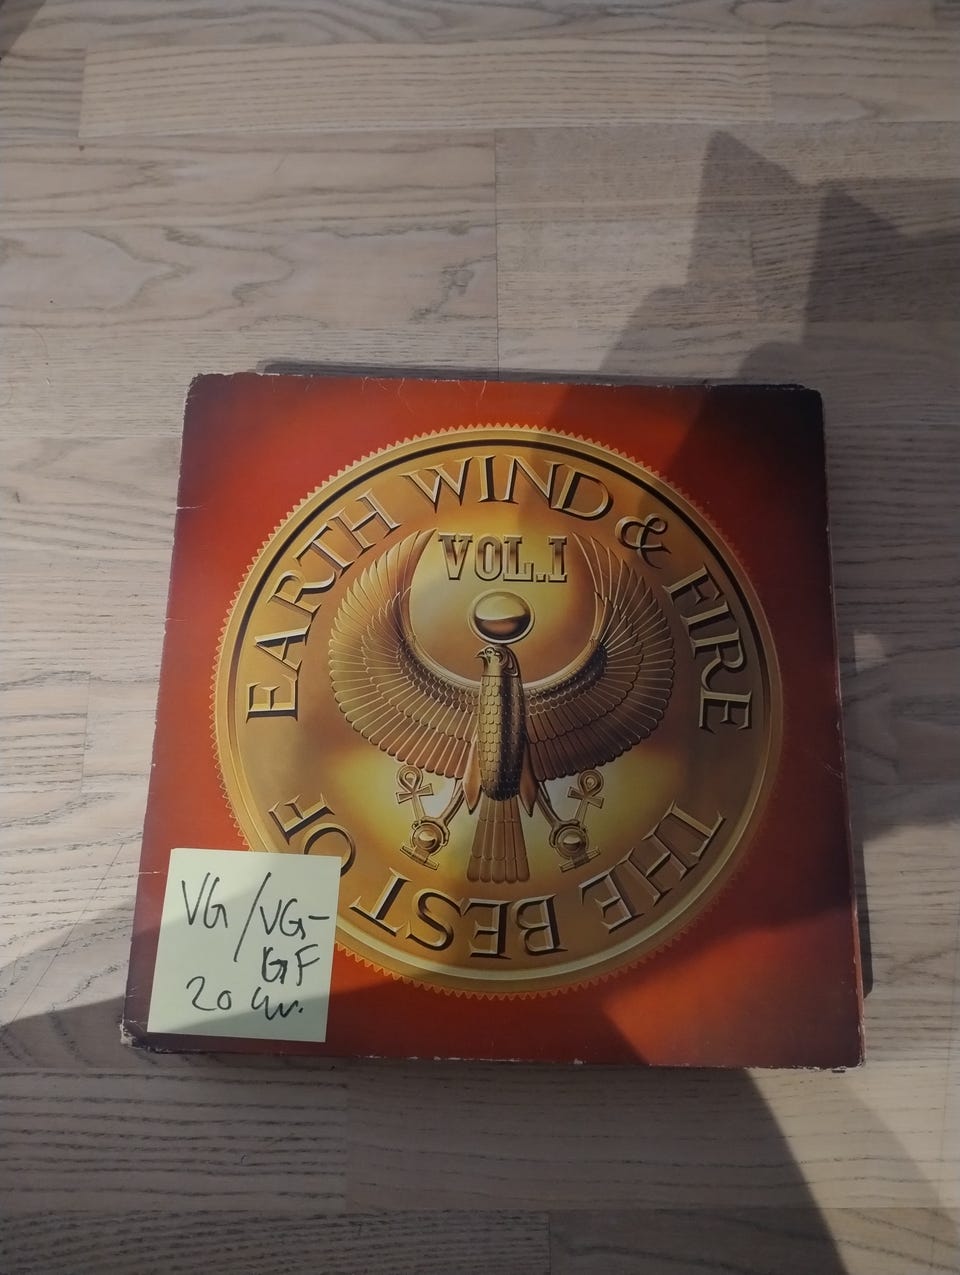 EARTH WIND & FIRE
VOL.I
THE BEST OF
VG/VG-
GF
20 kr.